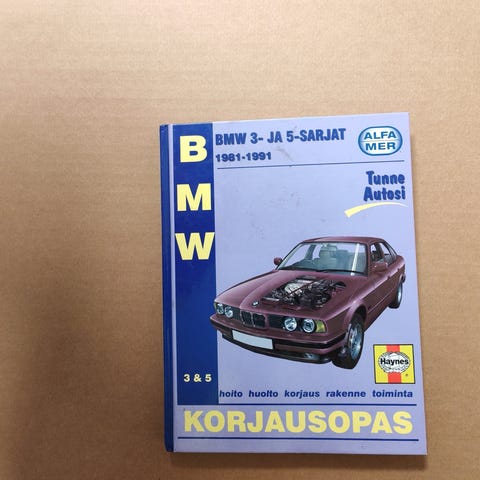 BMW
BMW 3- JA 5-SARJAT
1981-1991
ALFA
MER
Tunne
Autosi
Haynes
3 & 5
hoito huolto korjaus rakenne toiminta
KORJAUSOPAS